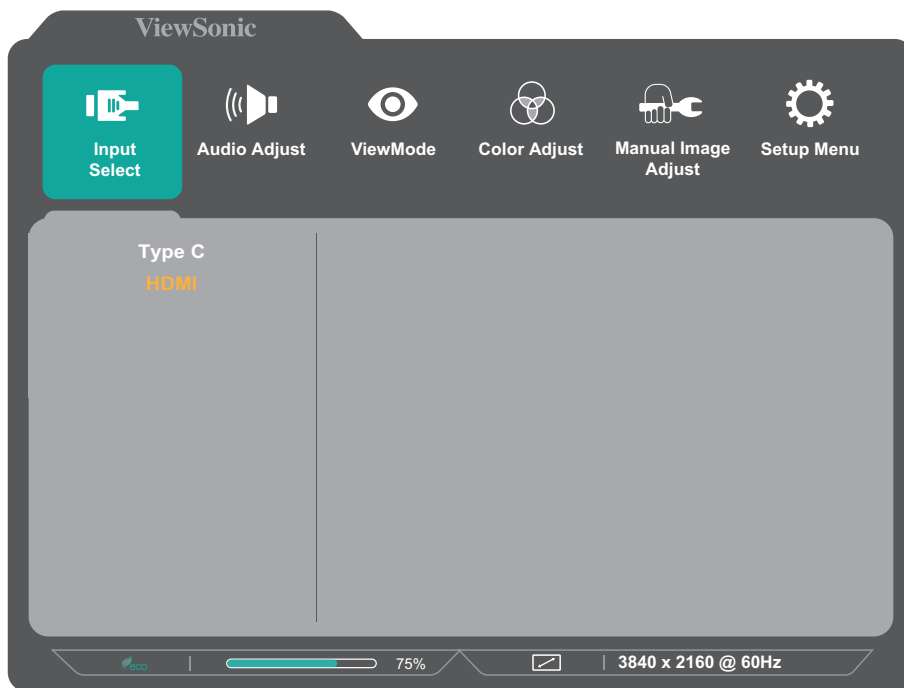 ViewSonic
Input
Select
Audio Adjust
ViewMode
Color Adjust
Manual Image
Adjust
Setup Menu
Type C
HDMI
eco
75%
3840 x 2160 @ 60Hz